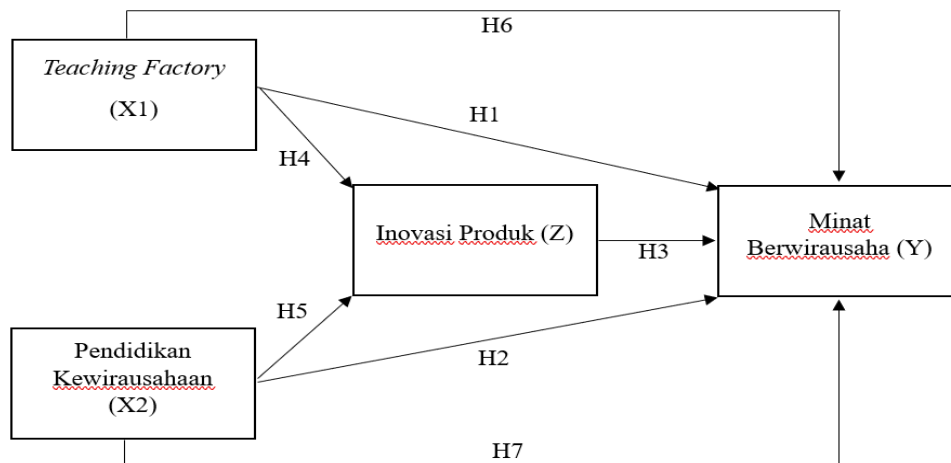 H6
Teaching Factory
(X1)
H1
H4
Inovasi Produk (Z)
H3
Minat
Berwirausaha (Y)
H5
Pendidikan
Kewirausahaan
(X2)
H2
H7